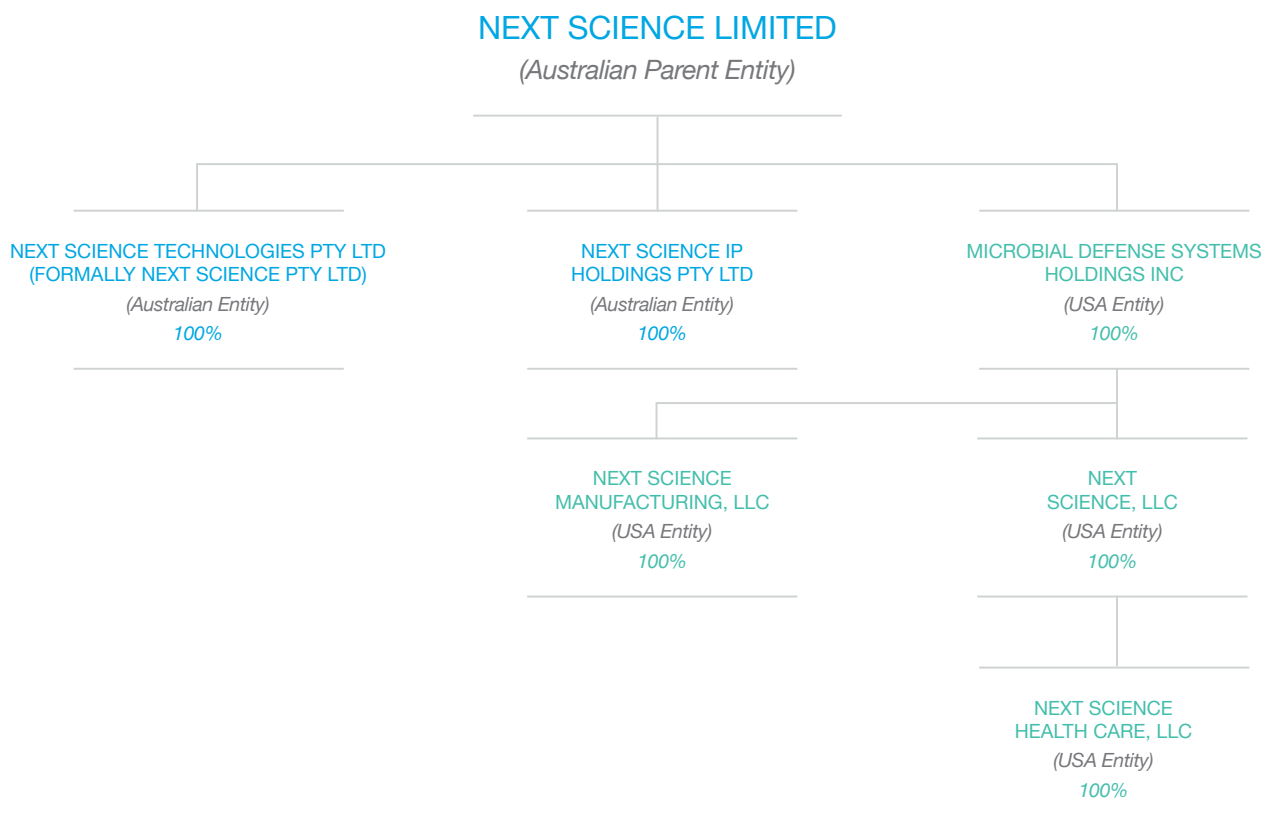 NEXT SCIENCE LIMITED
(Australian Parent Entity)
NEXT SCIENCE TECHNOLOGIES PTY LTD
(FORMALLY NEXT SCIENCE PTY LTD)
(Australian Entity)
100%
NEXT SCIENCE IP
HOLDINGS PTY LTD
(Australian Entity)
100%
MICROBIAL DEFENSE SYSTEMS
HOLDINGS INC
(USA Entity)
100%
NEXT SCIENCE
MANUFACTURING, LLC
(USA Entity)
100%
NEXT
SCIENCE, LLC
(USA Entity)
100%
NEXT SCIENCE
HEALTH CARE, LLC
(USA Entity)
100%